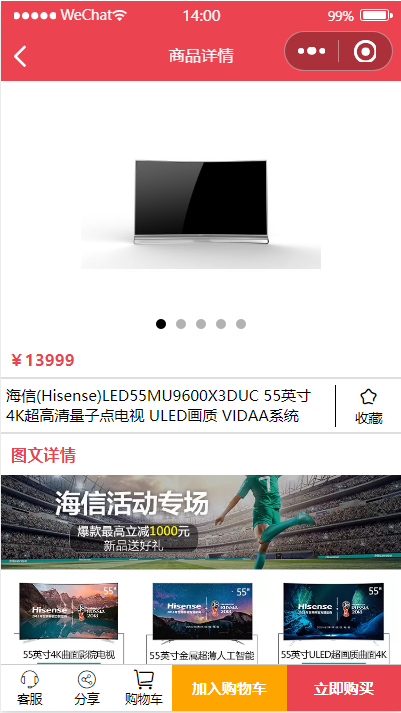 WeChat 14:00 99%
商品详情
￥13999
海信(Hisense)LED55MU9600X3DUC 55英寸
4K超高清量子点电视 ULED画质 VIDAA系统
收藏
图文详情
海信活动专场
爆款最高立减1000元
新品送好礼
55" 55" 55"
Hisense RUSSIA 2018 Hisense RUSSIA 2018 Hisense RUSSIA 2018
55英寸4K曲面影院电视 55英寸金属超薄人工智能 55英寸ULED超画质曲面4K
客服 分享 购物车 加入购物车 立即购买